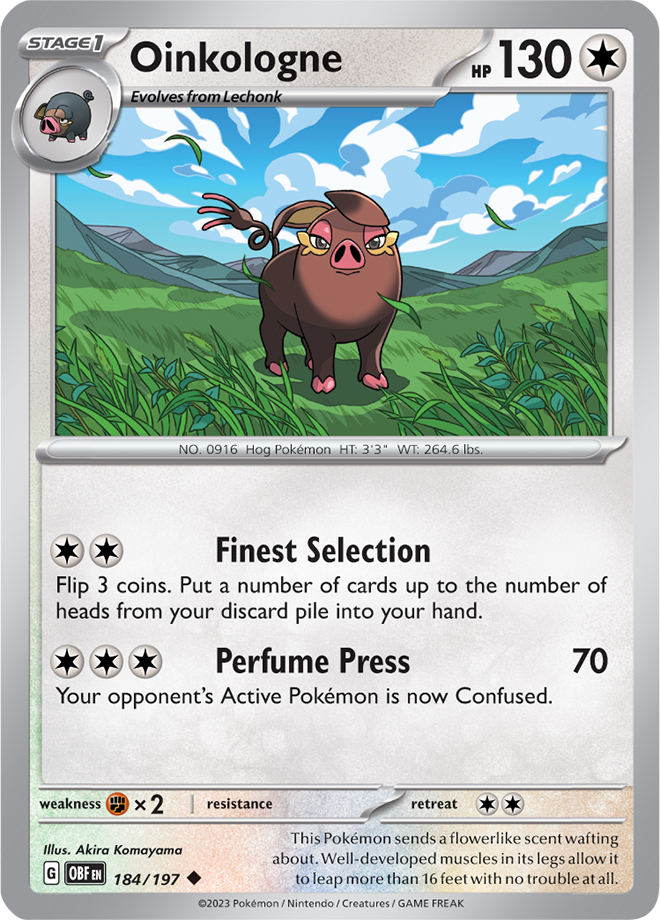 STAGE1
Oinkologne
HP 130
Evolves from Lechonk
NO. 0916 Hog Pokémon HT: 3'3" WT: 264.6 lbs.
Finest Selection
Flip 3 coins. Put a number of cards up to the number of
heads from your discard pile into your hand.
Perfume Press 70
Your opponent's Active Pokémon is now Confused.
weakness ×2 resistance retreat
Illus. Akira Komayama
This Pokémon sends a flowerlike scent wafting
about. Well-developed muscles in its legs allow it
to leap more than 16 feet with no trouble at all.
G OBF EN 184/197
©2023 Pokémon / Nintendo / Creatures / GAME FREAK